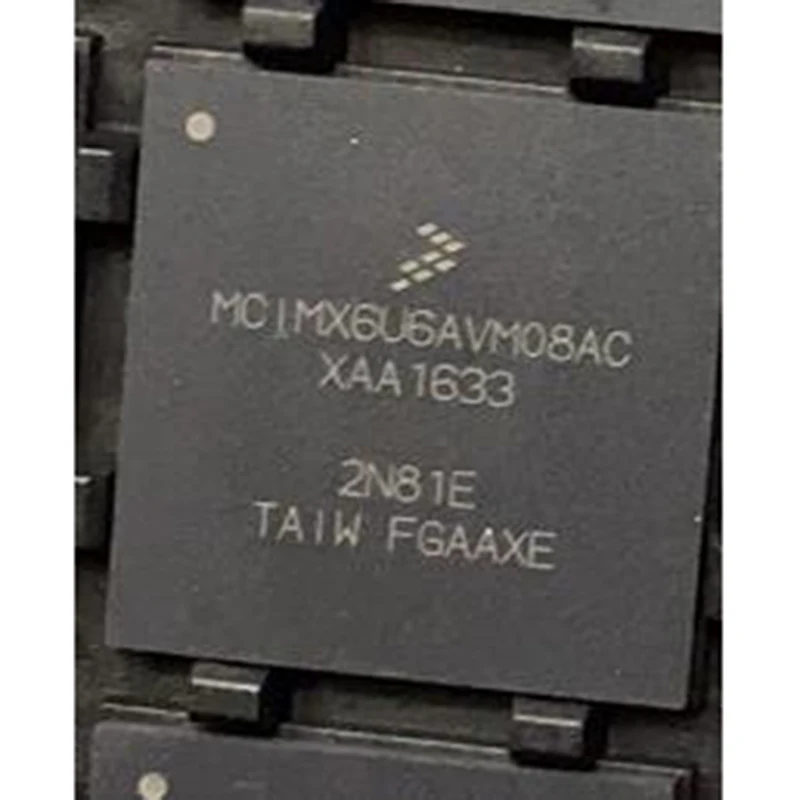 MCIMX6U6AVM08AC
XAA1633
2N81E
TAIW FGAAXE